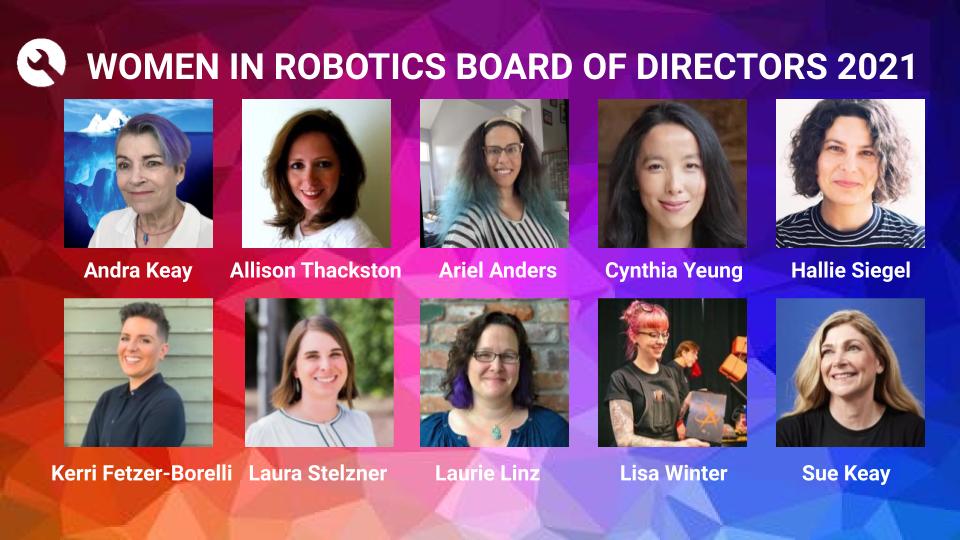 WOMEN IN ROBOTICS BOARD OF DIRECTORS 2021
Andra Keay
Allison Thackston
Ariel Anders
Cynthia Yeung
Hallie Siegel
Kerri Fetzer-Borelli
Laura Stelzner
Laurie Linz
Lisa Winter
Sue Keay